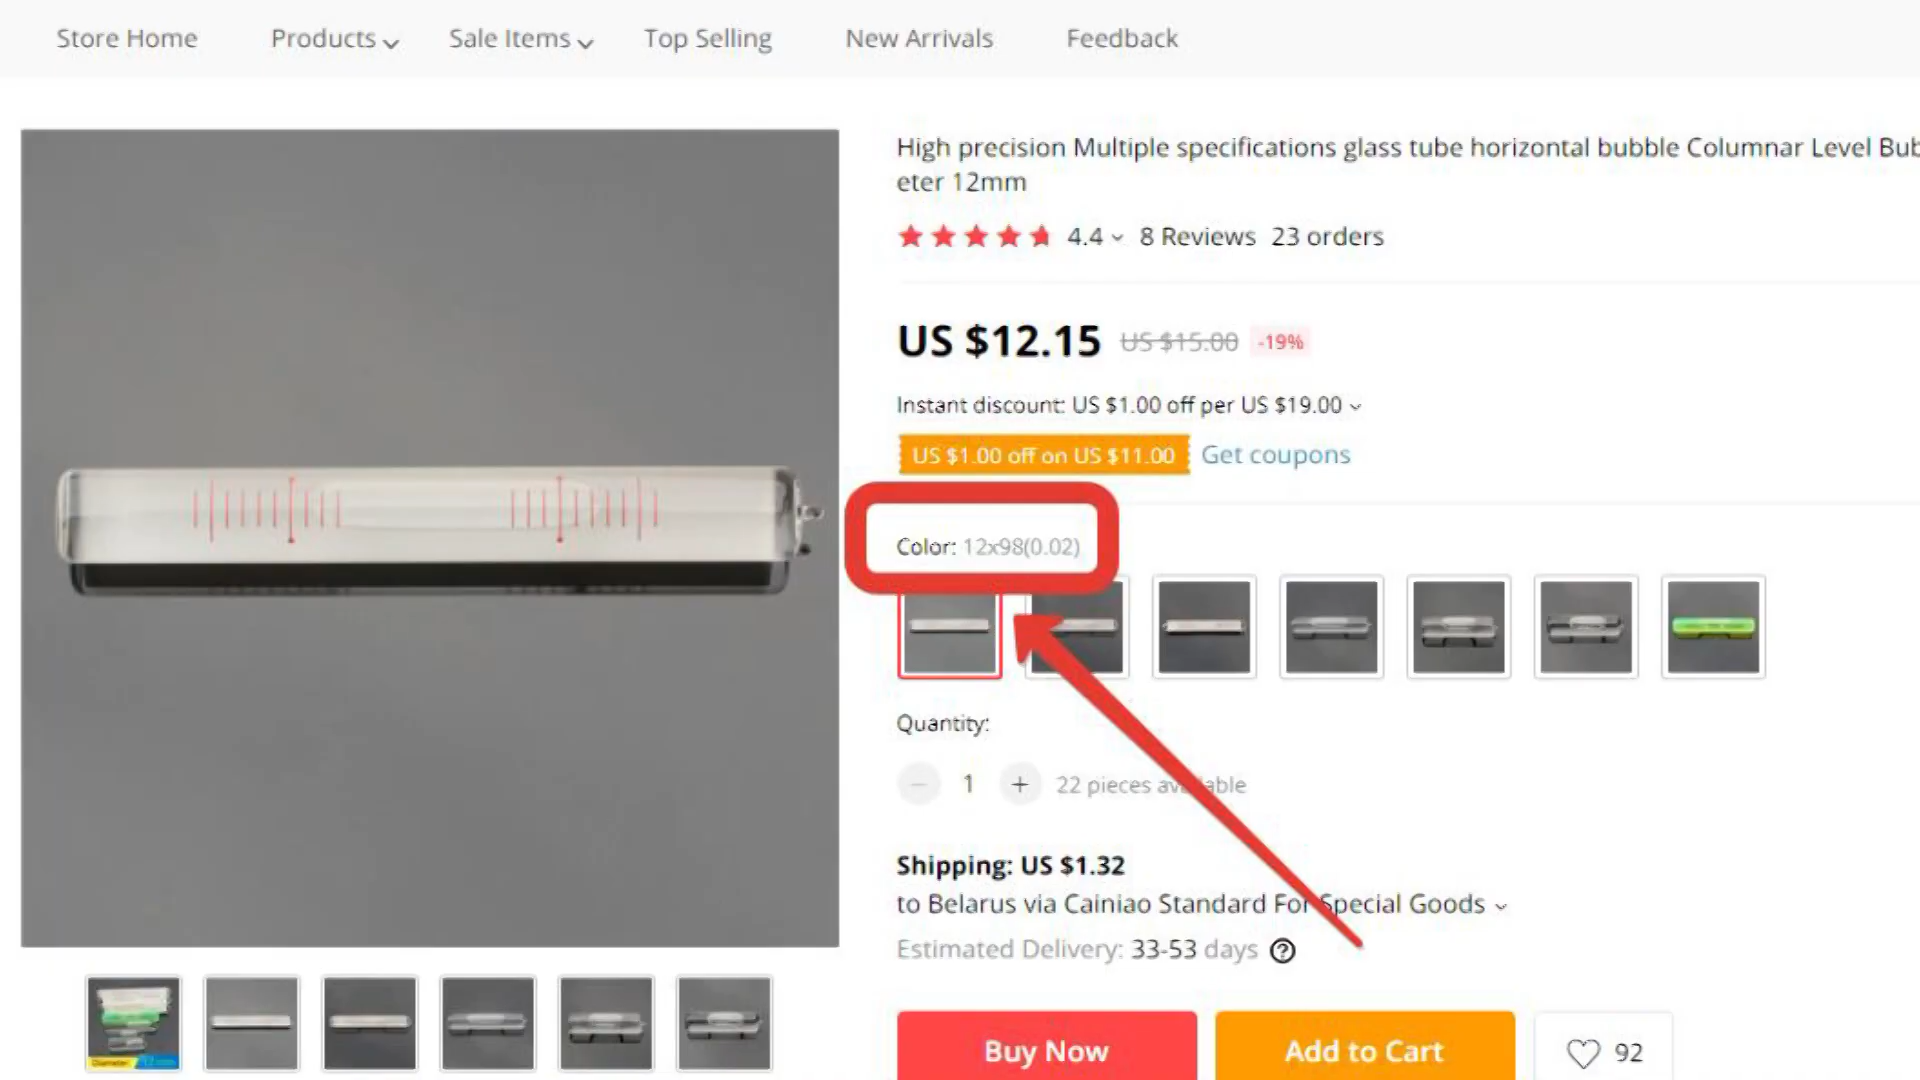 Store Home Products Sale Items Top Selling New Arrivals Feedback
High precision Multiple specifications glass tube horizontal bubble Columnar Level Bub
eter 12mm
4.4 8 Reviews 23 orders
US $12.15 US $15.00 -19%
Instant discount: US $1.00 off per US $19.00
US $1.00 off on US $11.00 Get coupons
Color: 12x98(0.02)
Quantity:
− 1 + 22 pieces available
Shipping: US $1.32
to Belarus via Cainiao Standard For Special Goods
Estimated Delivery: 33-53 days ?
Buy Now Add to Cart 92